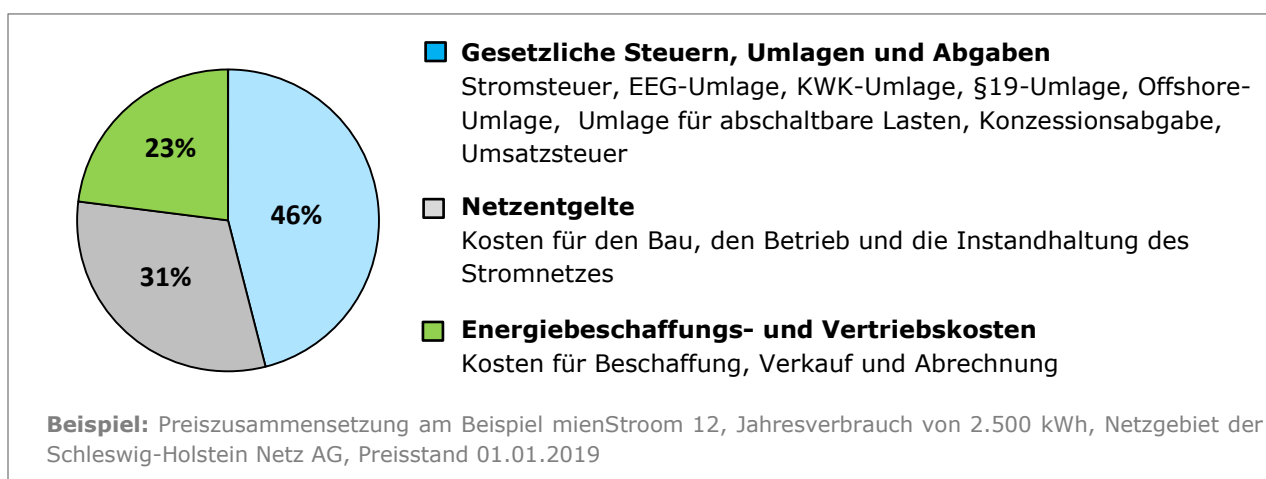 Gesetzliche Steuern, Umlagen und Abgaben
Stromsteuer, EEG-Umlage, KWK-Umlage, §19-Umlage, Offshore-
Umlage, Umlage für abschaltbare Lasten, Konzessionsabgabe,
Umsatzsteuer
23%
46%
31%
Netzentgelte
Kosten für den Bau, den Betrieb und die Instandhaltung des
Stromnetzes
Energiebeschaffungs- und Vertriebskosten
Kosten für Beschaffung, Verkauf und Abrechnung
Beispiel: Preiszusammensetzung am Beispiel mienStroom 12, Jahresverbrauch von 2.500 kWh, Netzgebiet der
Schleswig-Holstein Netz AG, Preisstand 01.01.2019